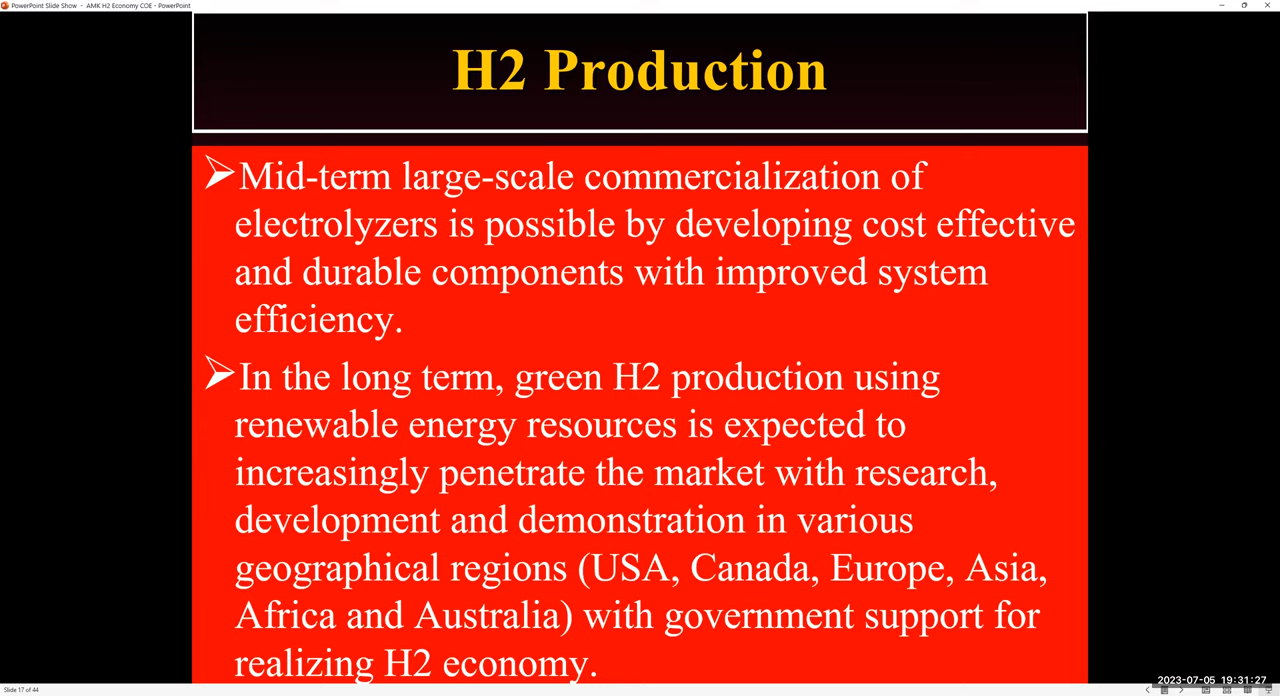 PowerPoint Slide Show - AMK H2 Economy COE - PowerPoint
H2 Production
➢Mid-term large-scale commercialization of
electrolyzers is possible by developing cost effective
and durable components with improved system
efficiency.
➢In the long term, green H2 production using
renewable energy resources is expected to
increasingly penetrate the market with research,
development and demonstration in various
geographical regions (USA, Canada, Europe, Asia,
Africa and Australia) with government support for
realizing H2 economy.
2023-07-05 19:31:27
Slide 17 of 44